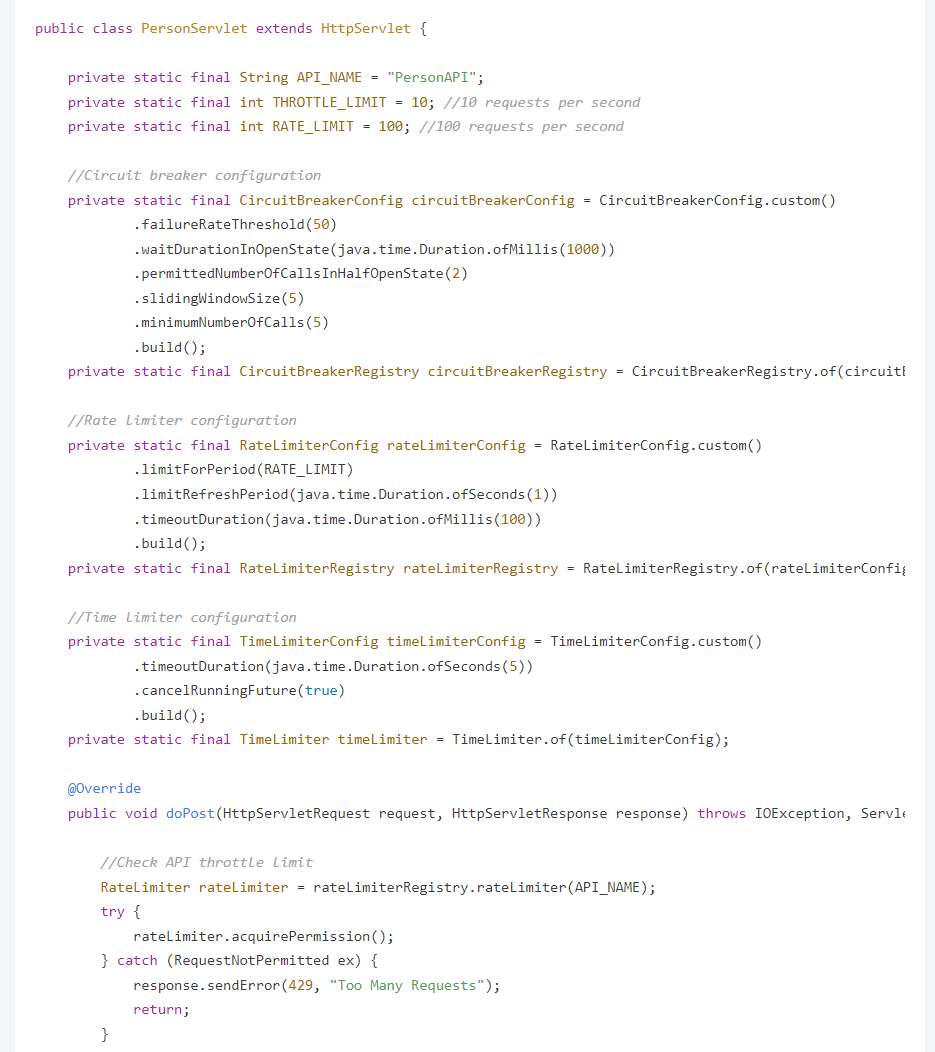 public class PersonServlet extends HttpServlet {
private static final String API_NAME = "PersonAPI";
private static final int THROTTLE_LIMIT = 10; //10 requests per second
private static final int RATE_LIMIT = 100; //100 requests per second
//Circuit breaker configuration
private static final CircuitBreakerConfig circuitBreakerConfig = CircuitBreakerConfig.custom()
.failureRateThreshold(50)
.waitDurationInOpenState(java.time.Duration.ofMillis(1000))
.permittedNumberOfCallsInHalfOpenState(2)
.slidingWindowSize(5)
.minimumNumberOfCalls(5)
.build();
private static final CircuitBreakerRegistry circuitBreakerRegistry = CircuitBreakerRegistry.of(circuit
//Rate limiter configuration
private static final RateLimiterConfig rateLimiterConfig = RateLimiterConfig.custom()
.limitForPeriod(RATE_LIMIT)
.limitRefreshPeriod(java.time.Duration.ofSeconds(1))
.timeoutDuration(java.time.Duration.ofMillis(100))
.build();
private static final RateLimiterRegistry rateLimiterRegistry = RateLimiterRegistry.of(rateLimiterConfig
//Time limiter configuration
private static final TimeLimiterConfig timeLimiterConfig = TimeLimiterConfig.custom()
.timeoutDuration(java.time.Duration.ofSeconds(5))
.cancelRunningFuture(true)
.build();
private static final TimeLimiter timeLimiter = TimeLimiter.of(timeLimiterConfig);
@Override
public void doPost(HttpServletRequest request, HttpServletResponse response) throws IOException, Servle
//Check API throttle limit
RateLimiter rateLimiter = rateLimiterRegistry.rateLimiter(API_NAME);
try {
rateLimiter.acquirePermission();
} catch (RequestNotPermitted ex) {
response.sendError(429, "Too Many Requests");
return;
}